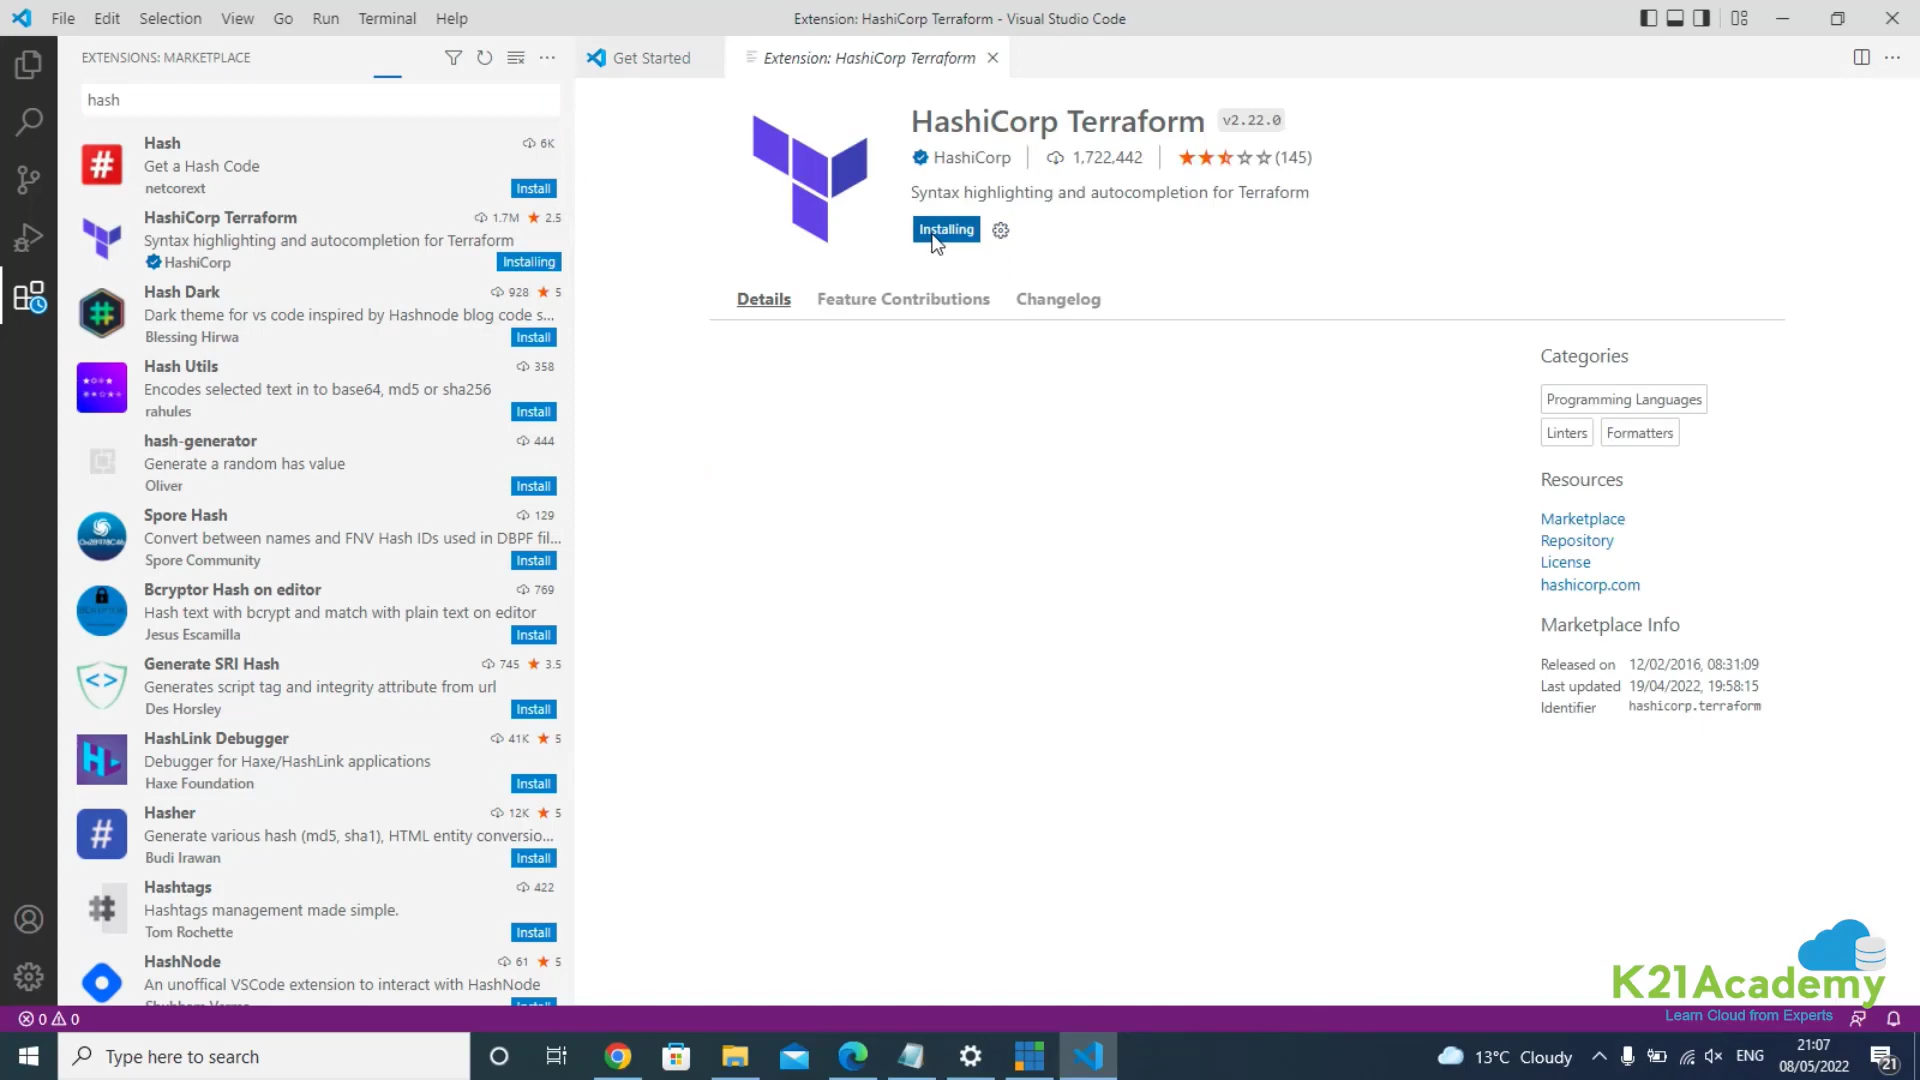 File Edit Selection View Go Run Terminal Help
Extension: HashiCorp Terraform - Visual Studio Code
EXTENSIONS: MARKETPLACE
hash
Hash 6K
Get a Hash Code
netcorext Install
HashiCorp Terraform 1.7M 2.5
Syntax highlighting and autocompletion for Terraform
HashiCorp Installing
Hash Dark 928 5
Dark theme for vs code inspired by Hashnode blog code s...
Blessing Hirwa Install
Hash Utils 358
Encodes selected text in to base64, md5 or sha256
rahules Install
hash-generator 444
Generate a random has value
Oliver Install
Spore Hash 129
Convert between names and FNV Hash IDs used in DBPF fil...
Spore Community Install
Bcryptor Hash on editor 769
Hash text with bcrypt and match with plain text on editor
Jesus Escamilla Install
Generate SRI Hash 745 3.5
Generates script tag and integrity attribute from url
Des Horsley Install
HashLink Debugger 41K 5
Debugger for Haxe/HashLink applications
Haxe Foundation Install
Hasher 12K 5
Generate various hash (md5, sha1), HTML entity conversio...
Budi Irawan Install
Hashtags 422
Hashtags management made simple.
Tom Rochette Install
HashNode 61 5
An unoffical VSCode extension to interact with HashNode
Get Started
Extension: HashiCorp Terraform
HashiCorp Terraform v2.22.0
HashiCorp 1,722,442 (145)
Syntax highlighting and autocompletion for Terraform
Installing
Details Feature Contributions Changelog
Categories
Programming Languages
Linters Formatters
Resources
Marketplace
Repository
License
hashicorp.com
Marketplace Info
Released on 12/02/2016, 08:31:09
Last updated 19/04/2022, 19:58:15
Identifier hashicorp.terraform
K21Academy
Learn Cloud from Experts
0 0
Type here to search
13°C Cloudy
ENG
21:07
08/05/2022
21